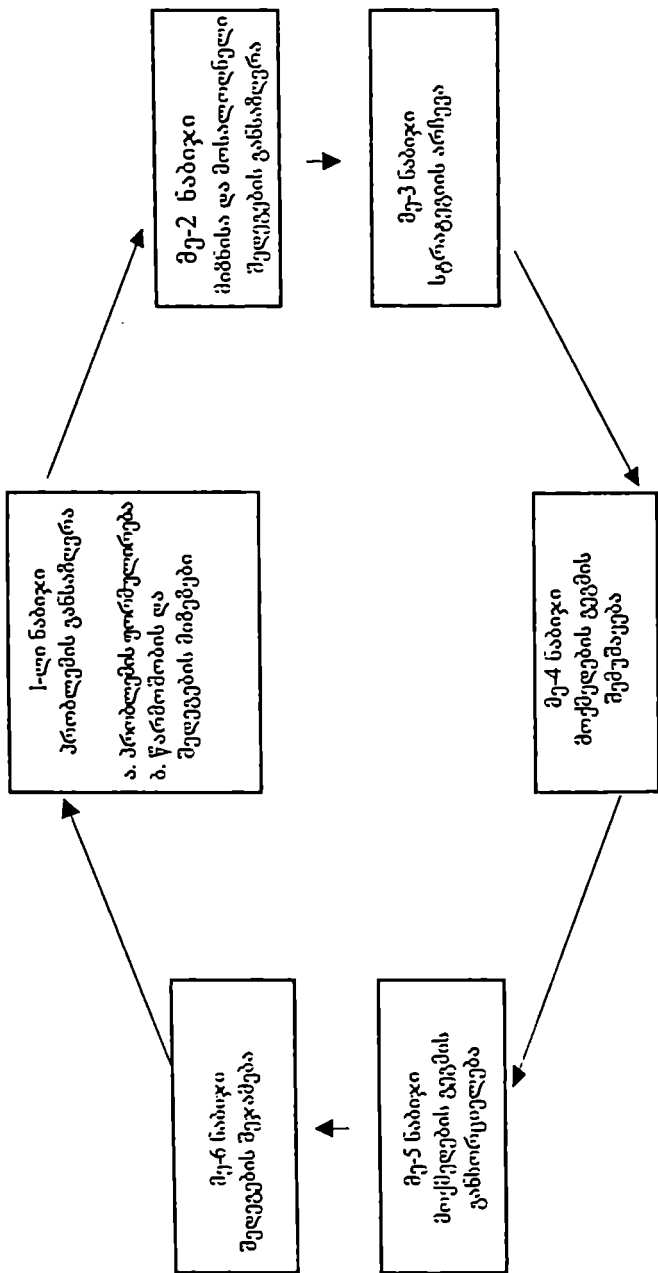 I-ლი ნაბიჯი
პრობლემის განსაზღვრა
ა. პრობლემის ფორმულირება
ბ. წარმოშობის და
შედეგების მიზეზები
მე-2 ნაბიჯი
მიზნისა და მოსალოდნელი
შედეგების განსაზღვრა
მე-3 ნაბიჯი
სტრატეგიის არჩევა
მე-4 ნაბიჯი
მოქმედების გეგმის
შემუშავება
მე-5 ნაბიჯი
მოქმედების გეგმის
განხორციელება
მე-6 ნაბიჯი
შედეგების შეჯამება